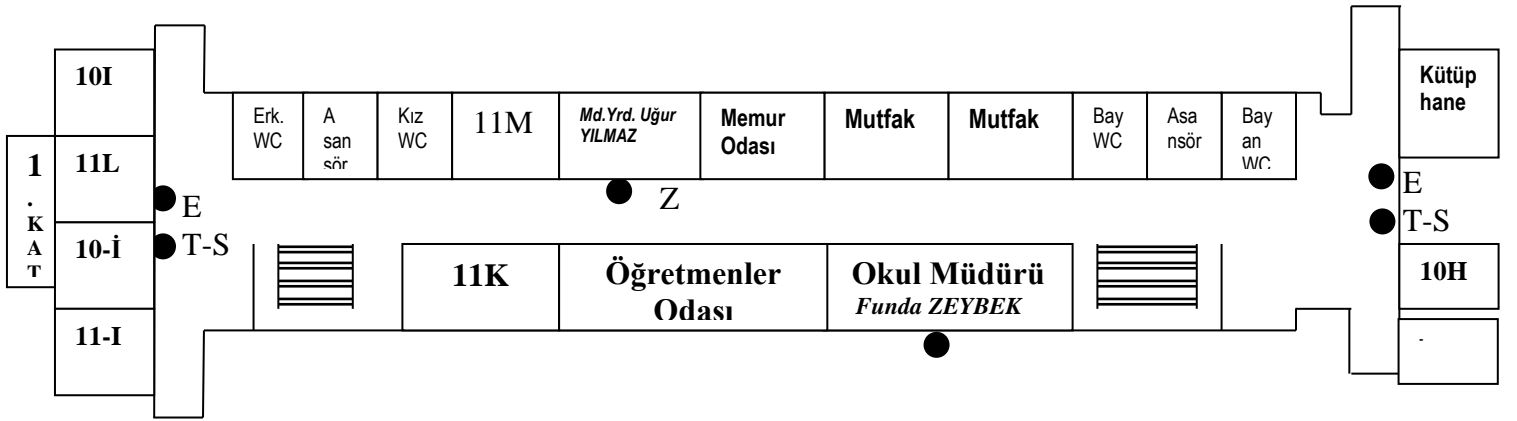 10I
11L
10-İ
11-I
1
.
K
A
T
Erk.
WC
A
san
sör
Kız
WC
11M
Md.Yrd. Uğur
YILMAZ
Memur
Odası
Mutfak
Mutfak
Bay
WC
Asa
nsör
Bay
an
WC
Kütüp
hane
E
T-S
Z
E
T-S
11K
Öğretmenler
Odası
Okul Müdürü
Funda ZEYBEK
10H
-